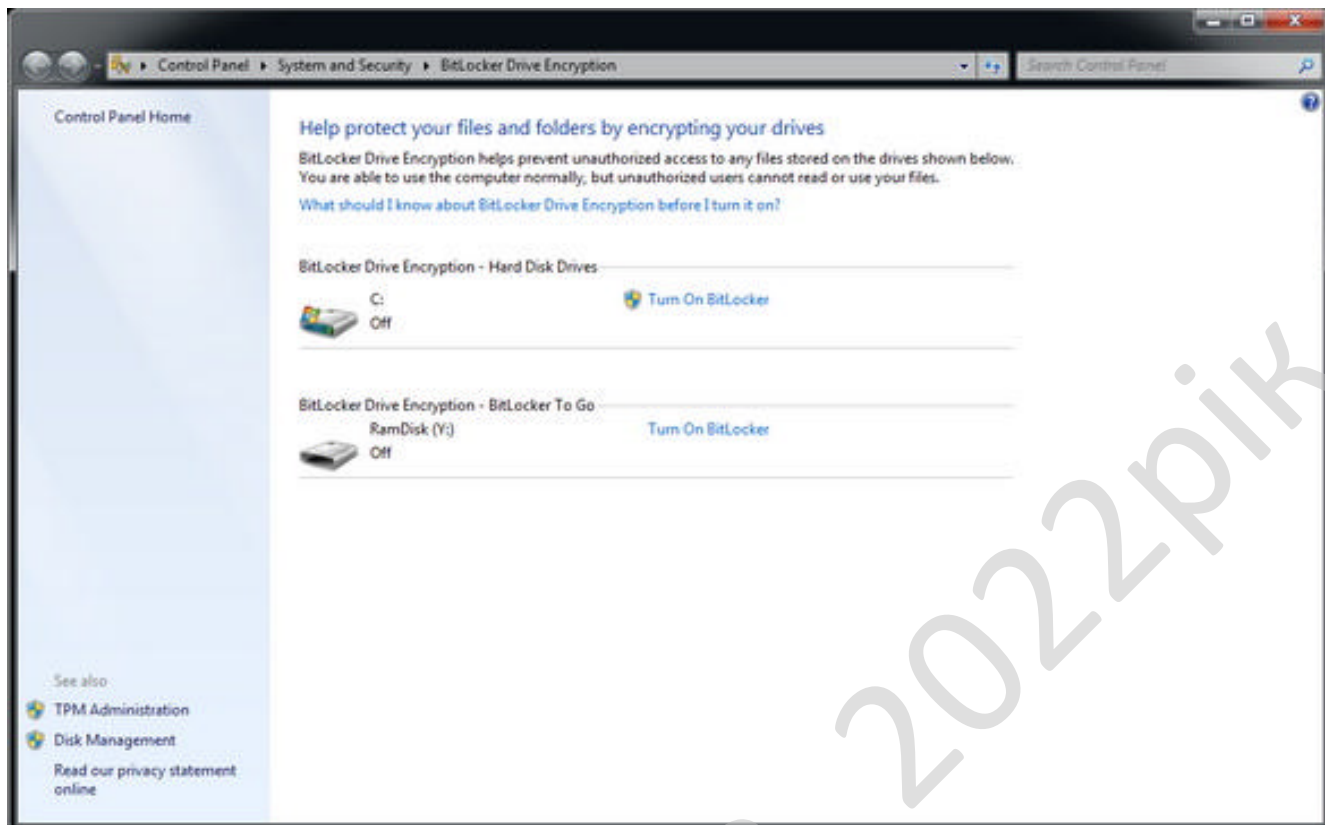 Control Panel ▸ System and Security ▸ BitLocker Drive Encryption
Search Control Panel
Control Panel Home
Help protect your files and folders by encrypting your drives
BitLocker Drive Encryption helps prevent unauthorized access to any files stored on the drives shown below.
You are able to use the computer normally, but unauthorized users cannot read or use your files.
What should I know about BitLocker Drive Encryption before I turn it on?
BitLocker Drive Encryption - Hard Disk Drives
C:
Turn On BitLocker
Off
BitLocker Drive Encryption - BitLocker To Go
RamDisk (Y:)
Turn On BitLocker
Off
See also
TPM Administration
Disk Management
Read our privacy statement
online
2022pik